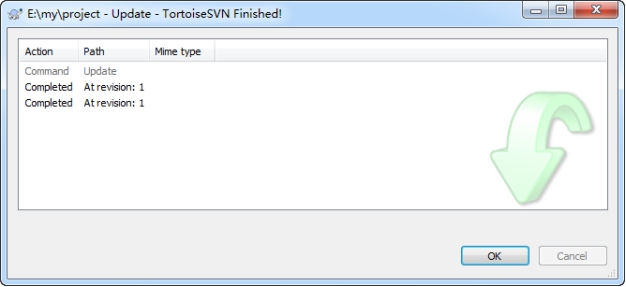 E:\my\project - Update - TortoiseSVN Finished!
Action Path Mime type
Command Update
Completed At revision: 1
Completed At revision: 1
OK Cancel